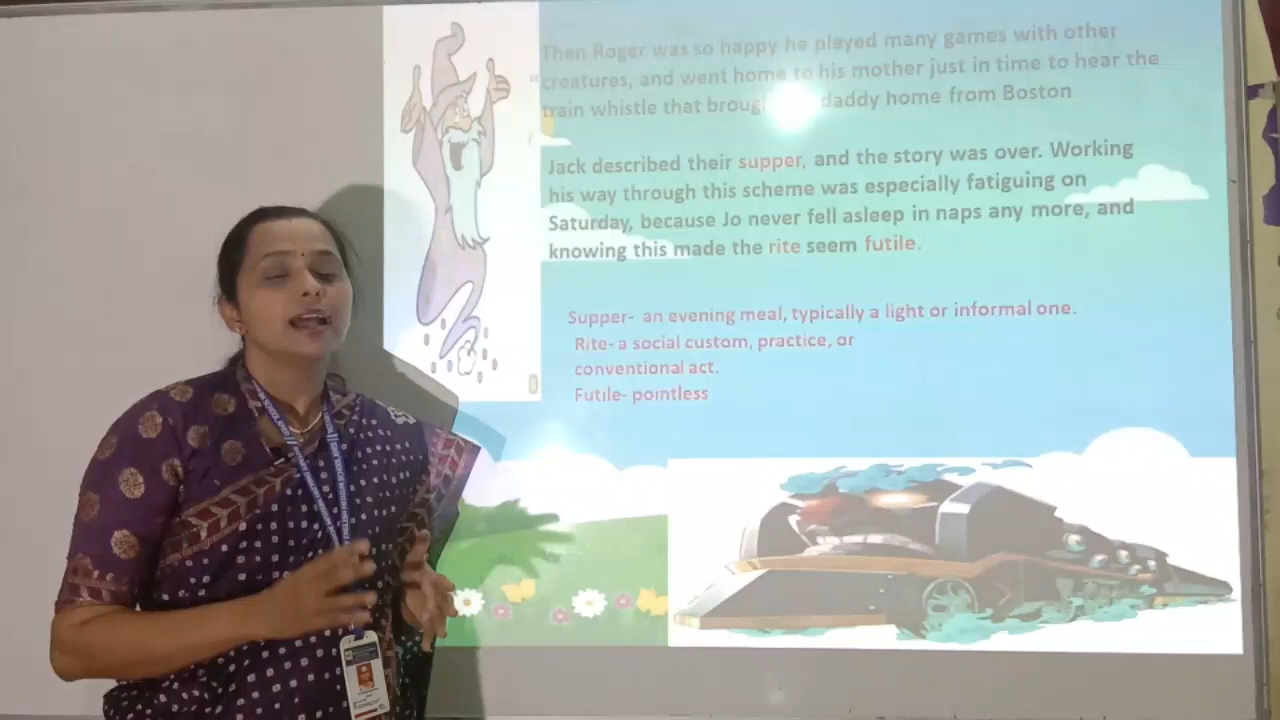 Then Roger was so happy he played many games with other
creatures, and went home to his mother just in time to hear the
train whistle that daddy home from Boston
Jack described their supper, and the story was over. Working
his way through this scheme was especially fatiguing on
Saturday, because Jo never fell asleep in naps any more, and
knowing this made the rite seem futile.
Supper- an evening meal, typically a light or informal one.
Rite- a social custom, practice, or
conventional act.
Futile- pointless